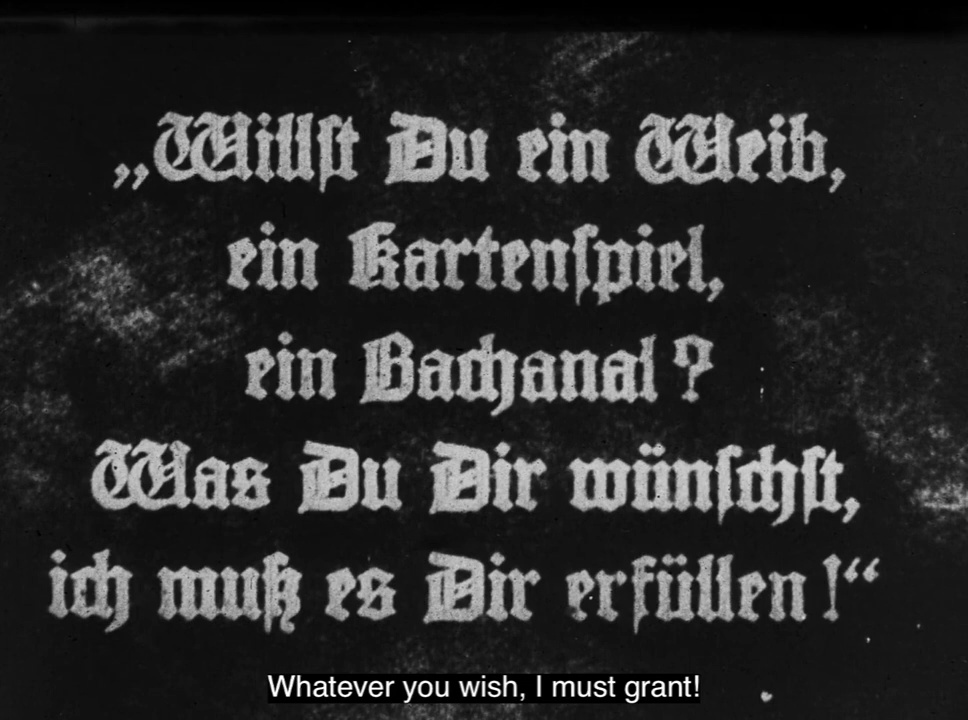 „Willst Du ein Weib,
ein Kartenspiel,
ein Bachanal?
Was Du Dir wünschst,
ich muß es Dir erfüllen!“
Whatever you wish, I must grant!